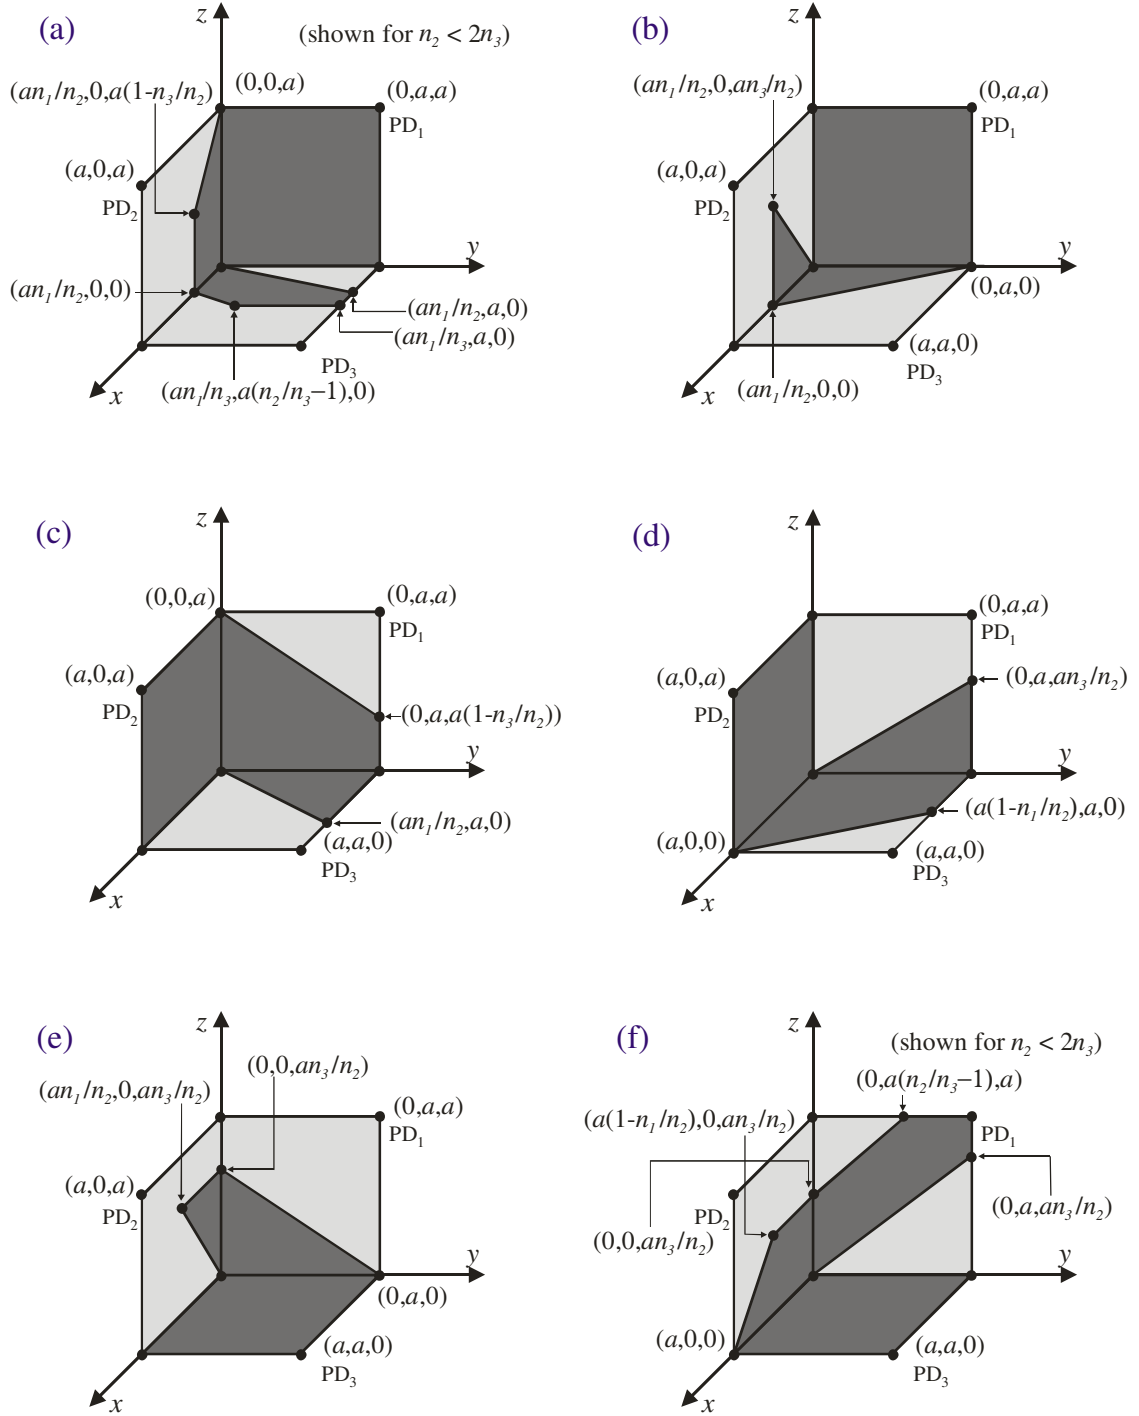 (a)
z
(shown for n₂ < 2n₃)
(an₁/n₂,0,a(1-n₃/n₂)
(0,0,a)
(0,a,a)
PD₁
(a,0,a)
PD₂
y
(an₁/n₂,0,0)
(an₁/n₂,a,0)
(an₁/n₃,a,0)
PD₃
x
(an₁/n₃,a(n₂/n₃−1),0)
(b)
z
(an₁/n₂,0,an₃/n₂)
(0,a,a)
PD₁
(a,0,a)
PD₂
y
(0,a,0)
(a,a,0)
PD₃
x
(an₁/n₂,0,0)
(c)
z
(0,0,a)
(0,a,a)
PD₁
(a,0,a)
PD₂
(0,a,a(1-n₃/n₂))
y
(an₁/n₂,a,0)
(a,a,0)
PD₃
x
(d)
z
(0,a,a)
PD₁
(a,0,a)
(0,a,an₃/n₂)
PD₂
y
(a(1-n₁/n₂),a,0)
(a,0,0)
(a,a,0)
PD₃
x
(e)
z
(0,0,an₃/n₂)
(an₁/n₂,0,an₃/n₂)
(0,a,a)
PD₁
(a,0,a)
PD₂
y
(0,a,0)
(a,a,0)
PD₃
x
(f)
z
(shown for n₂ < 2n₃)
(0,a(n₂/n₃−1),a)
(a(1-n₁/n₂),0,an₃/n₂)
PD₁
(0,a,an₃/n₂)
PD₂
(0,0,an₃/n₂)
y
(a,0,0)
(a,a,0)
PD₃
x